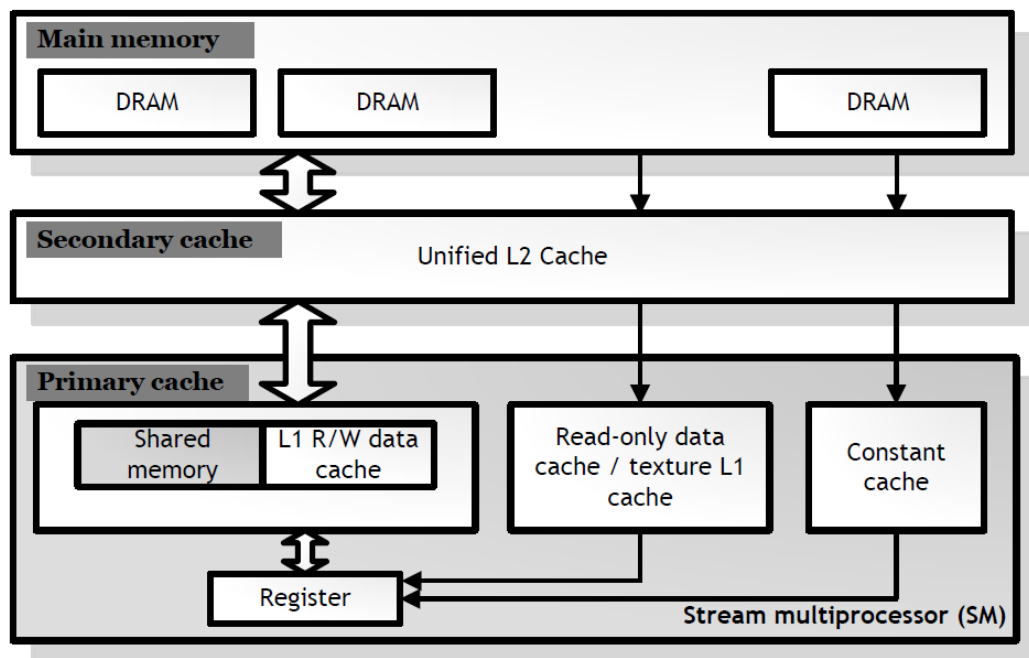 Main memory
DRAM
DRAM
DRAM
Secondary cache
Unified L2 Cache
Primary cache
Shared
memory
L1 R/W data
cache
Read-only data
cache / texture L1
cache
Constant
cache
Register
Stream multiprocessor (SM)